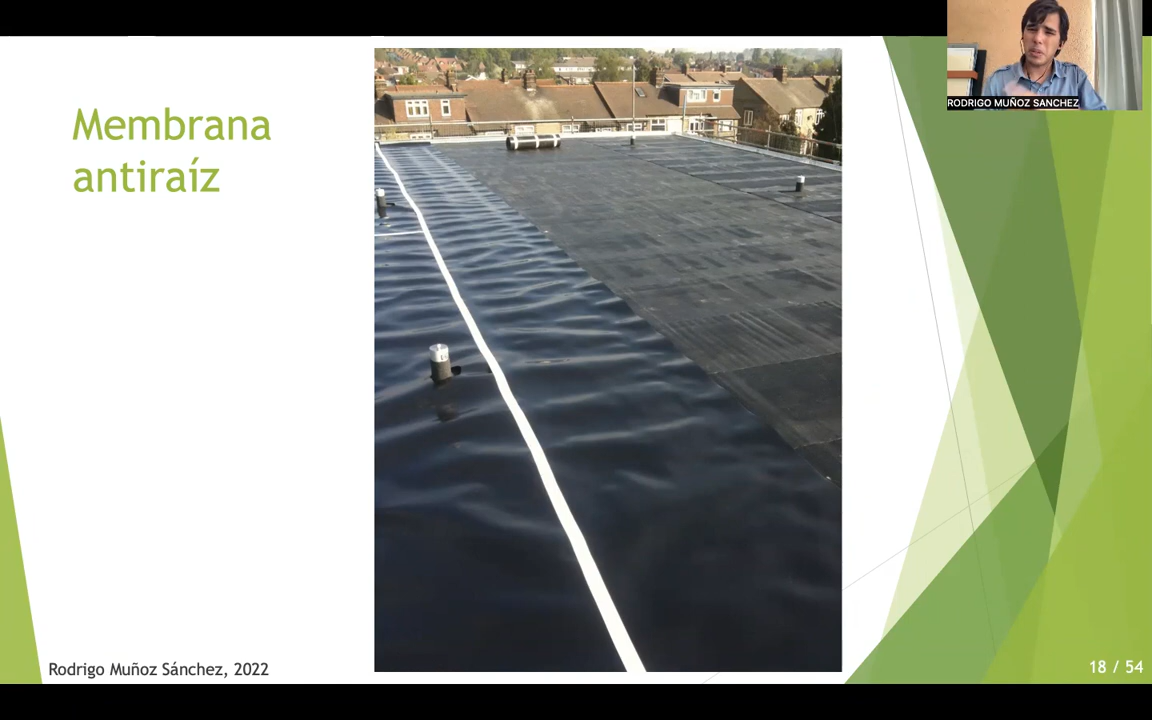 RODRIGO MUÑOZ SANCHEZ
Membrana
antiraíz
Rodrigo Muñoz Sánchez, 2022
18 / 54